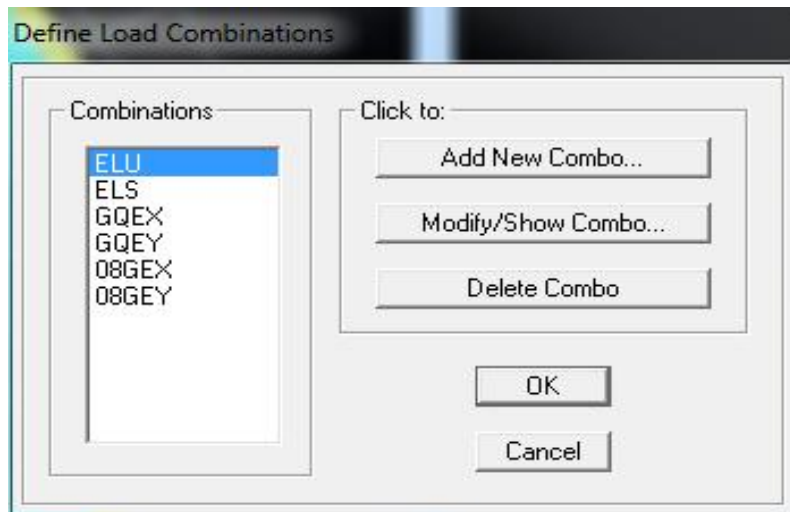 Define Load Combinations
Combinations
ELU
ELS
GQEX
GQEY
08GEX
08GEY
Click to:
Add New Combo...
Modify/Show Combo...
Delete Combo
OK
Cancel